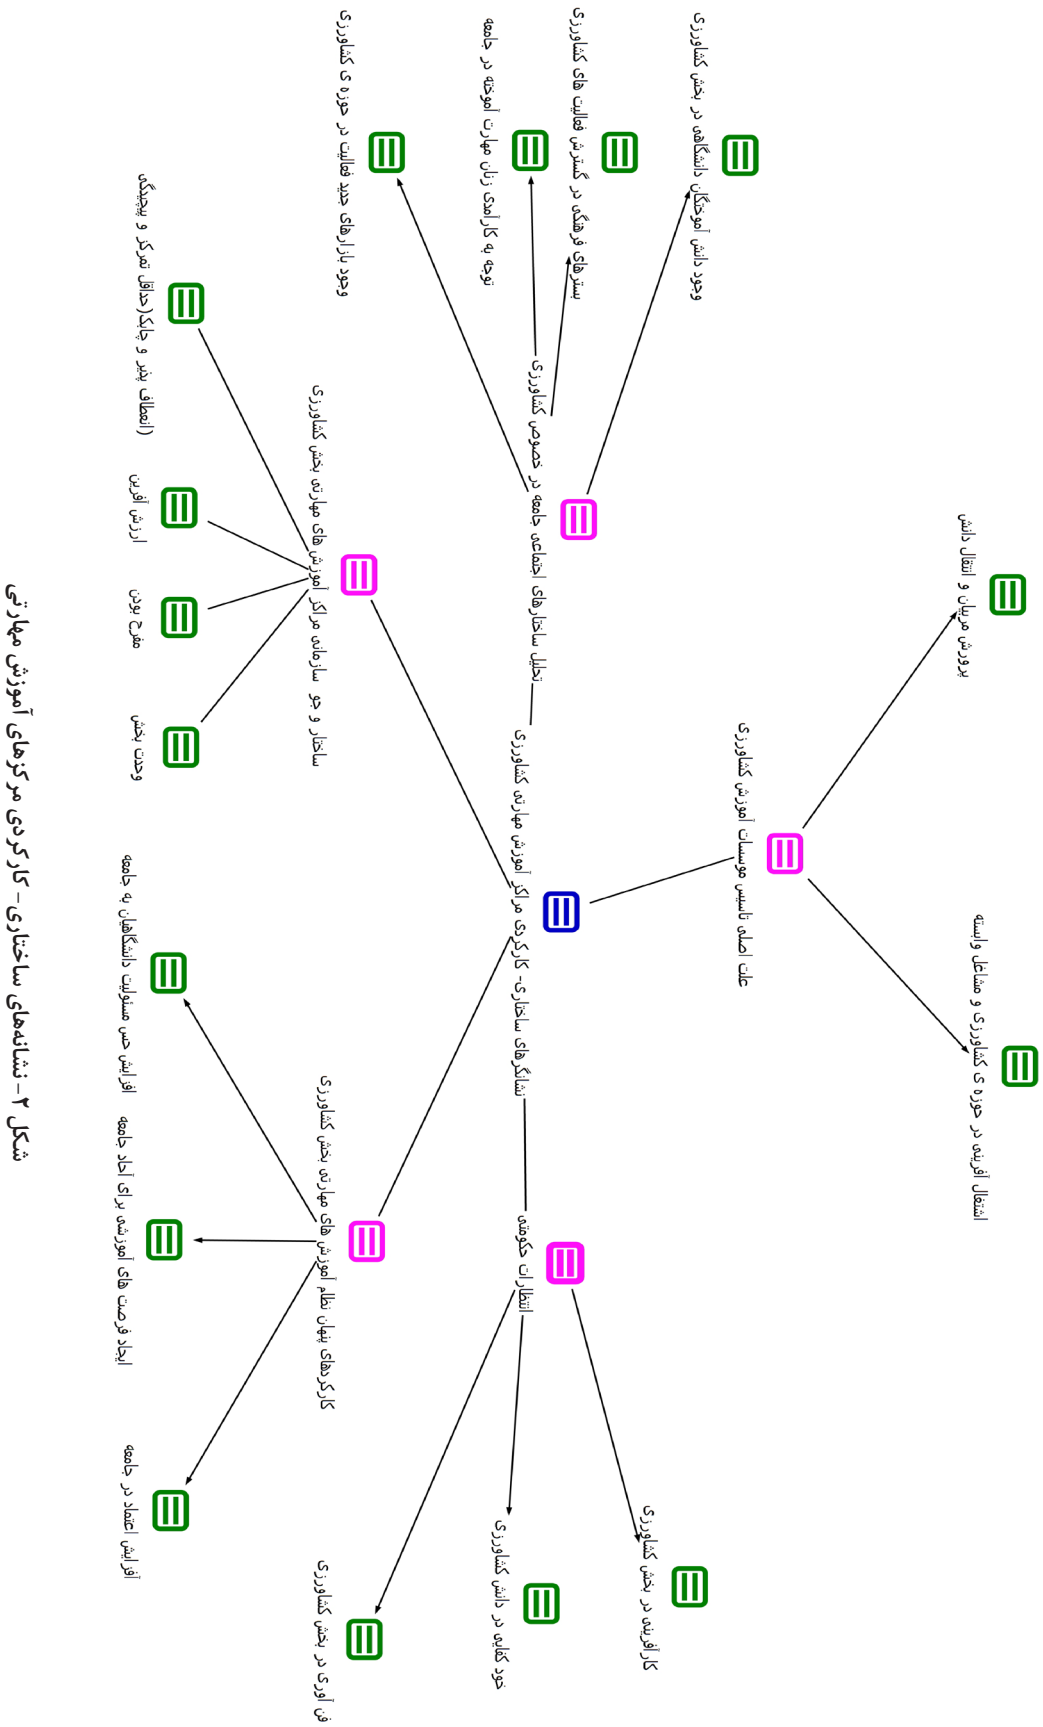 پرورش مربیان و انتقال دانش
اشتغال آفرینی در حوزه ی کشاورزی و مشاغل وابسته
علت اصلی تاسیس موسسات آموزش کشاورزی
وجود دانش آموختگان دانشگاهی در بخش کشاورزی
بسترهای فرهنگی در گسترش فعالیت های کشاورزی
توجه به کارآمدی زنان مهارت آموخته در جامعه
وجود بازارهای جدید فعالیت در حوزه ی کشاورزی
تحلیل ساختارهای اجتماعی جامعه در خصوص کشاورزی
نشانگرهای ساختاری- کارکردی مراکز آموزش مهارتی کشاورزی
انتظارات حکومتی
کارآفرینی در بخش کشاورزی
خود کفایی در دانش کشاورزی
فن آوری در بخش کشاورزی
ساختار و جو سازمانی مراکز آموزش های مهارتی بخش کشاورزی
کارکردهای پنهان نظام آموزش های مهارتی بخش کشاورزی
(انعطاف پذیر و چابک(حداقل تمرکز و پیچیدگی
ارزش آفرین
مفرح بودن
وحدت بخش
افزایش حس مسئولیت دانشگاهیان به جامعه
ایجاد فرصت های آموزشی برای آحاد جامعه
افزایش اعتماد در جامعه
شکل ۲- نشانه‌های ساختاری- کارکردی مرکزهای آموزش مهارتی